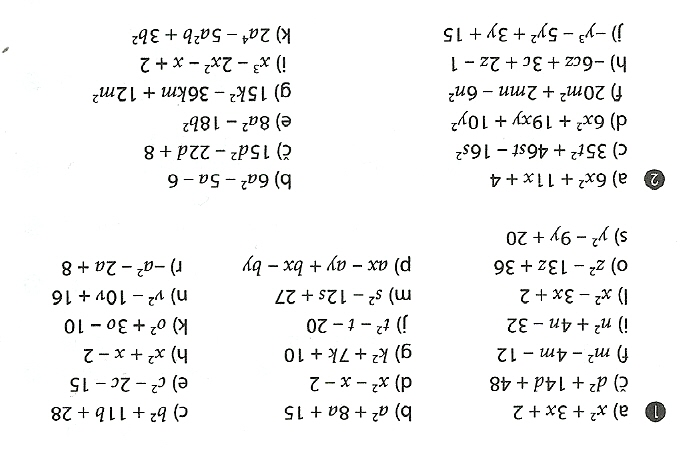 1 a) x² + 3x + 2 b) a² + 8a + 15 c) b² + 11b + 28
č) d² + 14d + 48 d) x² − x − 2 e) c² − 2c − 15
f) m² − 4m − 12 g) k² + 7k + 10 h) x² + x − 2
i) n² + 4n − 32 j) t² − t − 20 k) o² + 3o − 10
l) x² − 3x + 2 m) s² − 12s + 27 n) v² − 10v + 16
o) z² − 13z + 36 p) ax − ay + bx − by r) −a² − 2a + 8
s) y² − 9y + 20
2 a) 6x² + 11x + 4 b) 6a² − 5a − 6
c) 35t² + 46st − 16s² č) 15d² − 22d + 8
d) 6x² + 19xy + 10y² e) 8a² − 18b²
f) 20m² + 2mn − 6n² g) 15k² − 36km + 12m²
h) −6cz + 3c + 2z − 1 i) x³ − 2x² − x + 2
j) −y³ − 5y² + 3y + 15 k) 2a⁴ − 5a²b + 3b²